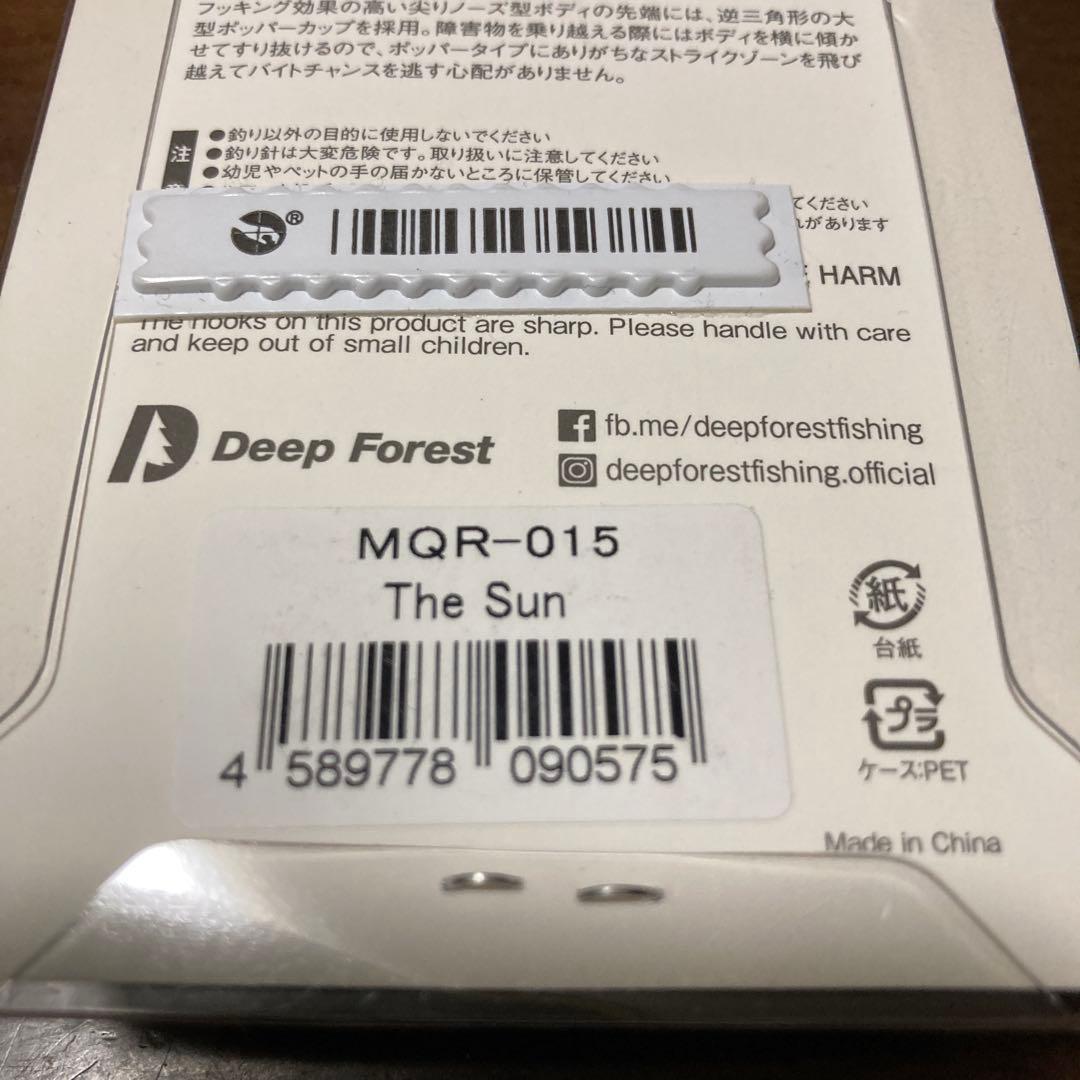 フッキング効果の高い尖りノーズ型ボディの先端には、逆三角形の大
型ポッパーカップを採用。障害物を乗り越える際にはボディを横に傾か
せてすり抜けるので、ポッパータイプにありがちなストライクゾーンを飛び
越えてバイトチャンスを逃す心配がありません。
注
●釣り以外の目的に使用しないでください
●釣り針は大変危険です。取り扱いに注意してください
●幼児やペットの手の届かないところに保管してください
てください
れがあります
®
HARM
The hooks on this product are sharp. Please handle with care
and keep out of small children.
Deep Forest
fb.me/deepforestfishing
deepforestfishing.official
MQR-015
The Sun
4 589778 090575
紙
台紙
プラ
ケース:PET
Made in China